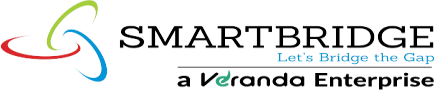 SMARTBRIDGE
Let's Bridge the Gap
a Veranda Enterprise